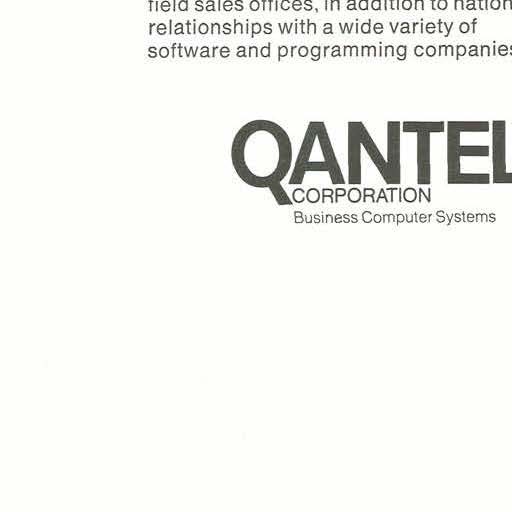 field sales offices, in addition to nation
relationships with a wide variety of
software and programming companies
QANTEL
CORPORATION
Business Computer Systems